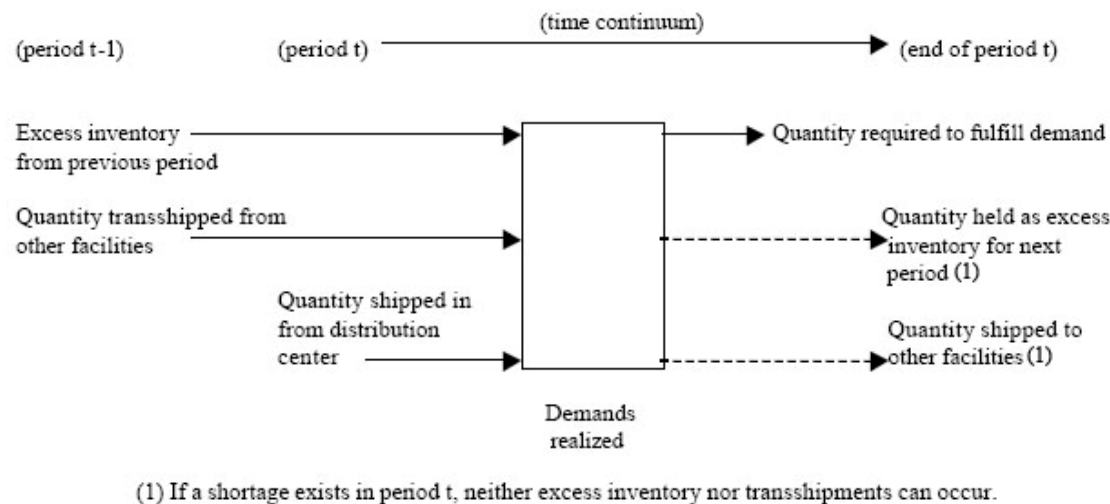 (time continuum)
(period t-1)
(period t)
(end of period t)
Excess inventory
from previous period
Quantity required to fulfill demand
Quantity transshipped from
other facilities
Quantity held as excess
inventory for next
period (1)
Quantity shipped in
from distribution
center
Quantity shipped to
other facilities (1)
Demands
realized
(1) If a shortage exists in period t, neither excess inventory nor transshipments can occur.